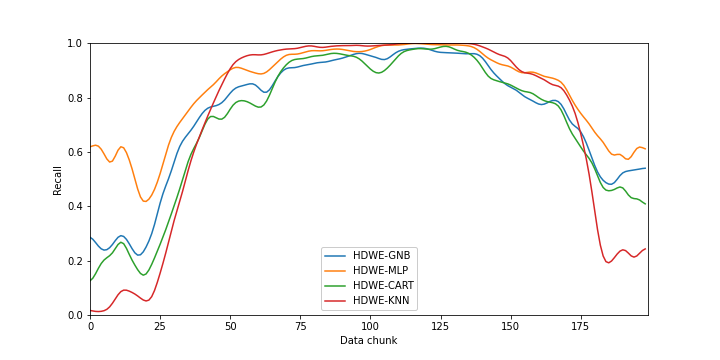 1.0
0.8
0.6
0.4
0.2
0.0
Recall
0 25 50 75 100 125 150 175
Data chunk
HDWE-GNB
HDWE-MLP
HDWE-CART
HDWE-KNN